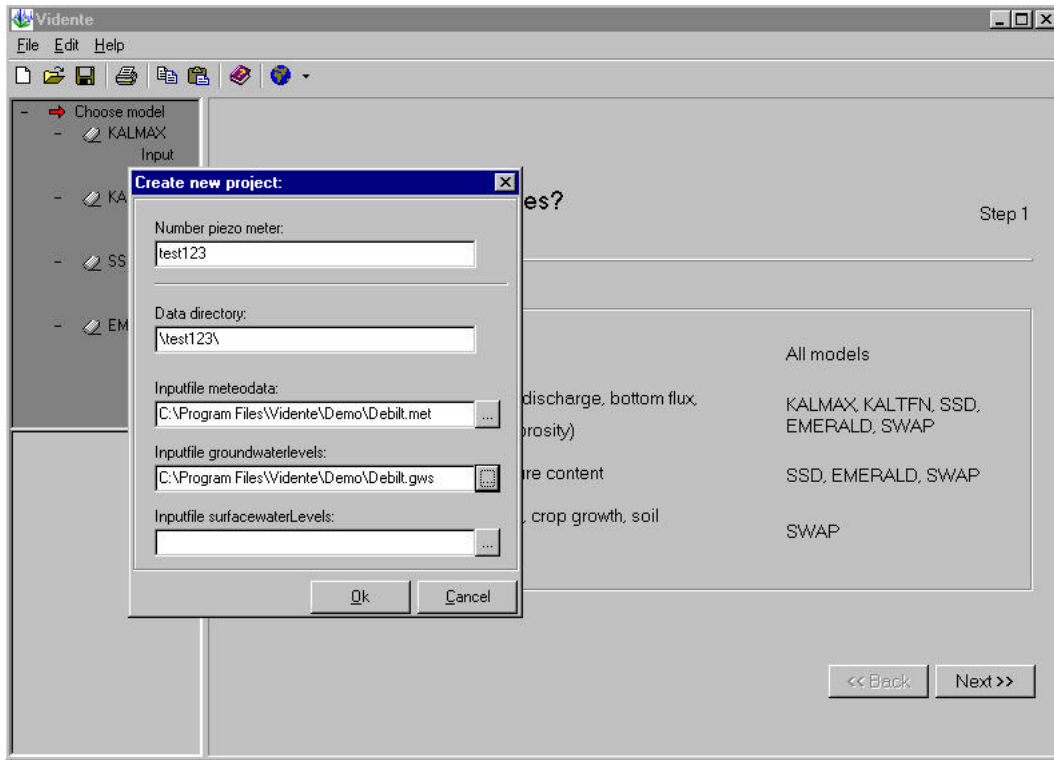 Vidente
File Edit Help
Choose model
KALMAX
Input
KA
SS
EM
Create new project:
Number piezo meter:
test123
Data directory:
\test123\
Inputfile meteodata:
C:\Program Files\Vidente\Demo\Debilt.met
...
Inputfile groundwaterlevels:
C:\Program Files\Vidente\Demo\Debilt.gws
...
Inputfile surfacewaterLevels:
...
Ok Cancel
es?
Step 1
All models
discharge, bottom flux,
KALMAX, KALTFN, SSD,
orosity)
EMERALD, SWAP
ire content
SSD, EMERALD, SWAP
, crop growth, soil
SWAP
<< Back Next >>